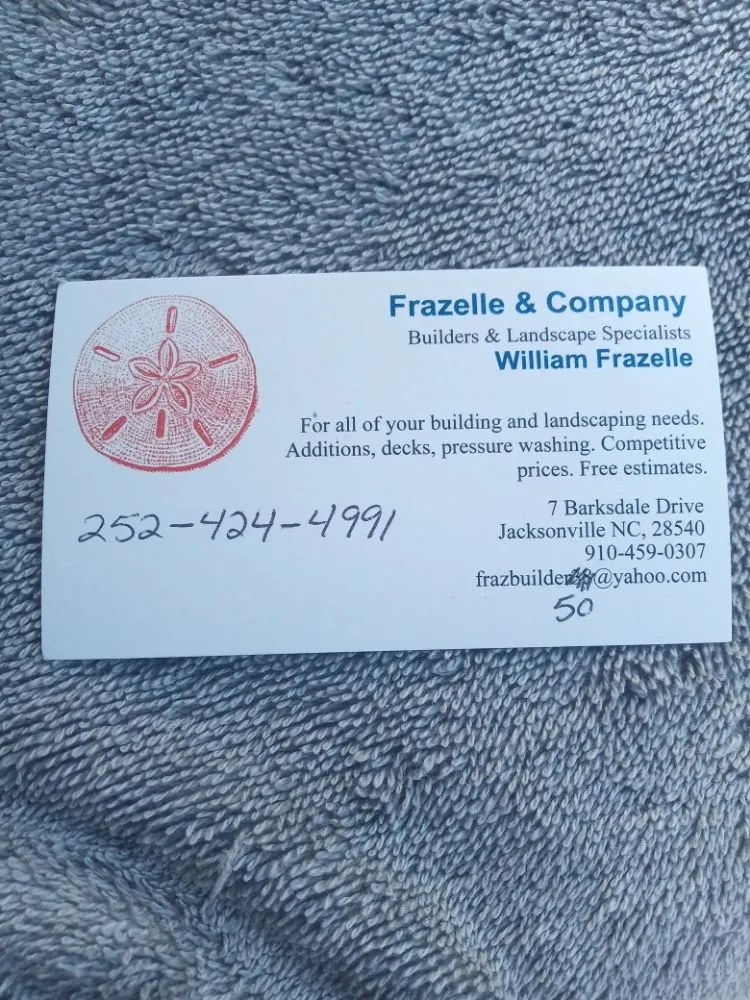 Frazelle & Company
Builders & Landscape Specialists
William Frazelle
For all of your building and landscaping needs.
Additions, decks, pressure washing. Competitive
prices. Free estimates.
252-424-4991
7 Barksdale Drive
Jacksonville NC, 28540
910-459-0307
frazbuilder @yahoo.com
50